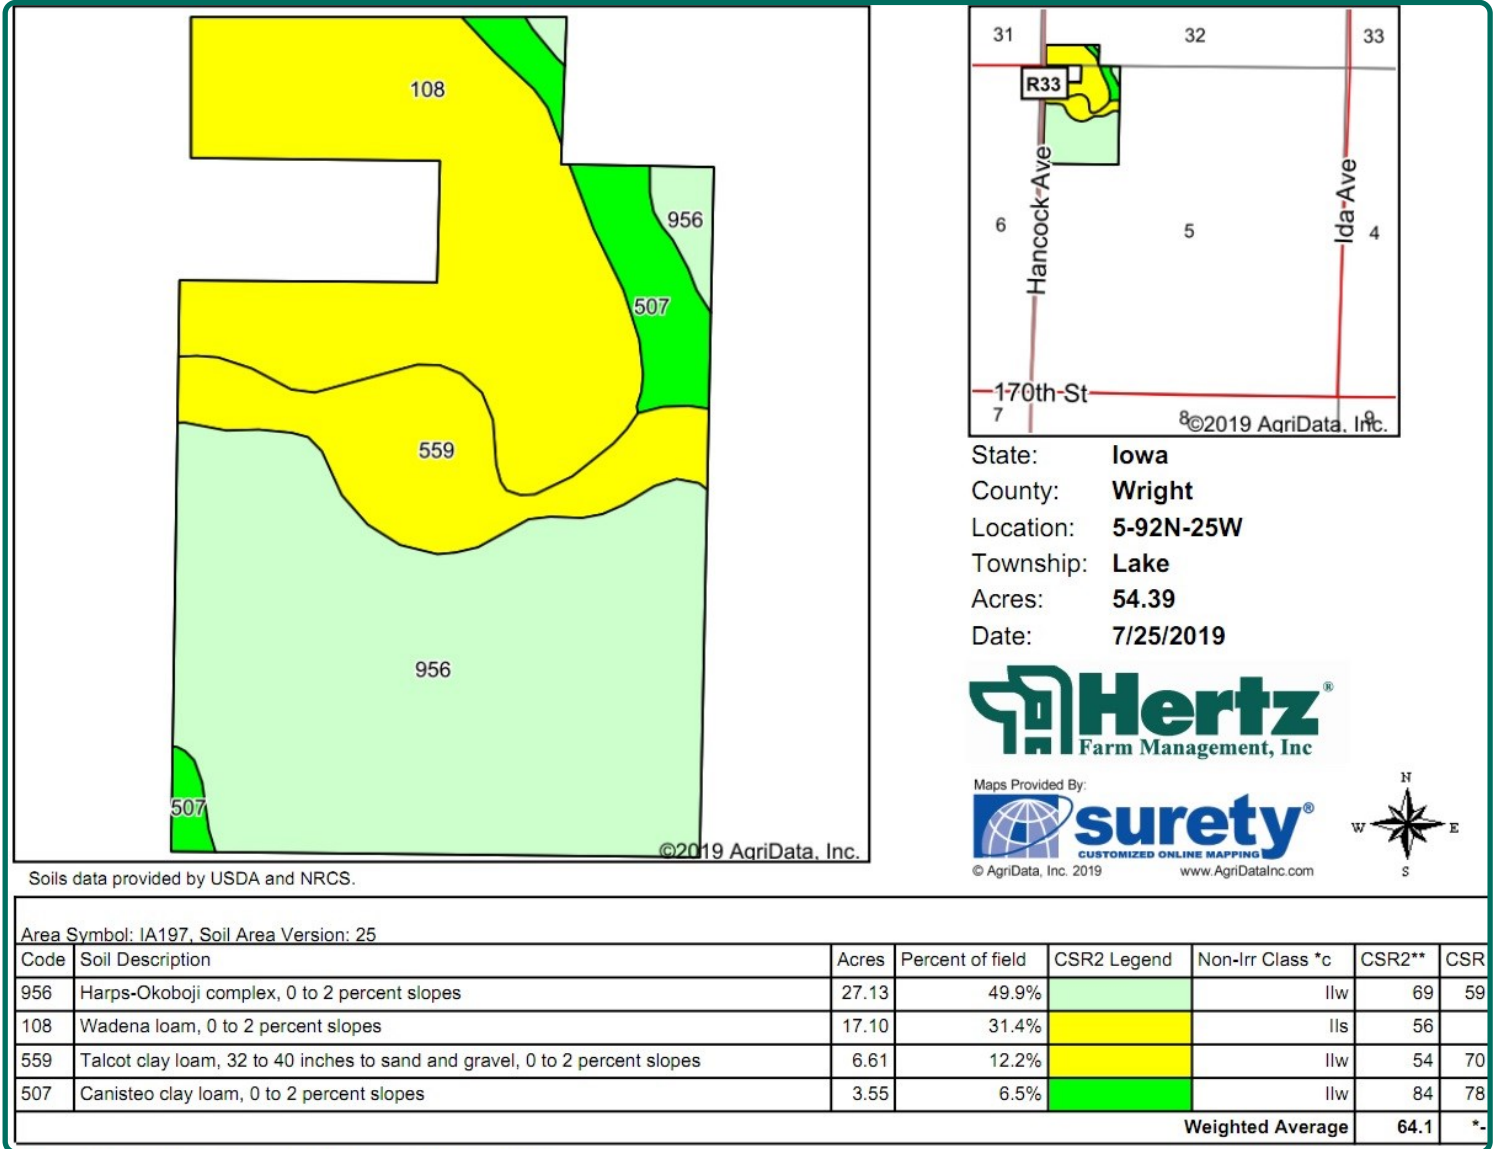 108
956
507
559
956
507
©2019 AgriData, Inc.
Soils data provided by USDA and NRCS.
31
32
33
R33
Hancock Ave
Ida Ave
6
5
4
170th St
7
8
9
©2019 AgriData, Inc.
State: Iowa
County: Wright
Location: 5-92N-25W
Township: Lake
Acres: 54.39
Date: 7/25/2019
Hertz®
Farm Management, Inc
Maps Provided By:
surety®
CUSTOMIZED ONLINE MAPPING
© AgriData, Inc. 2019 www.AgriDataInc.com
N
W E
S
Area Symbol: IA197, Soil Area Version: 25
Code Soil Description Acres Percent of field CSR2 Legend Non-Irr Class *c CSR2** CSR
956 Harps-Okoboji complex, 0 to 2 percent slopes 27.13 49.9% IIw 69 59
108 Wadena loam, 0 to 2 percent slopes 17.10 31.4% IIs 56
559 Talcot clay loam, 32 to 40 inches to sand and gravel, 0 to 2 percent slopes 6.61 12.2% IIw 54 70
507 Canisteo clay loam, 0 to 2 percent slopes 3.55 6.5% IIw 84 78
Weighted Average 64.1 *-